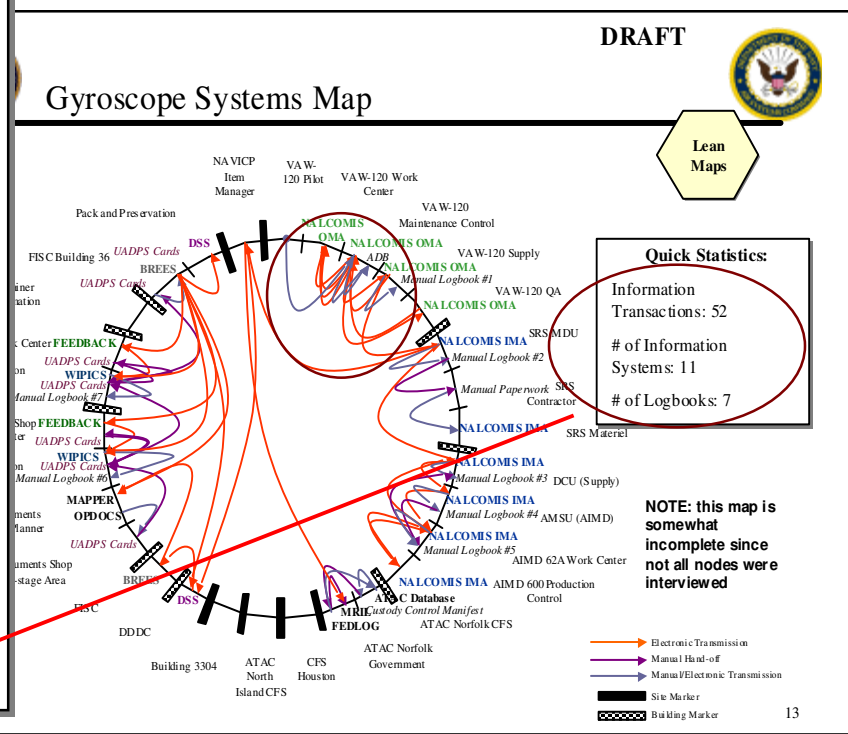 DRAFT
Gyroscope Systems Map
Lean
Maps
NAVICP
Item
Manager
VAW-
120 Pilot
VAW-120 Work
Center
VAW-120
Maintenance Control
VAW-120 Supply
VAW-120 QA
Pack and Preservation
FISC Building 36
UADPS Cards
DSS
BREES
UADPS Cards
NALCOMIS
OMA
NALCOMIS OMA
ADB
NALCOMIS OMA
Manual Logbook #1
NALCOMIS OMA
NALCOMIS IMA
SRS MDU
Manual Logbook #2
Manual Paperwork
SRS
Contractor
NALCOMIS IMA
SRS Materiel
NALCOMIS IMA
Manual Logbook #3
DCU (Supply)
NALCOMIS IMA
Manual Logbook #4
AMSU (AIMD)
NALCOMIS IMA
Manual Logbook #5
AIMD 62A Work Center
NALCOMIS IMA
AIMD 600 Production
Control
ATAC Database
Custody Control Manifest
MRIL
FEDLOG
ATAC Norfolk CFS
ATAC Norfolk
Government
CFS
Houston
ATAC
North
Island CFS
Building 3304
DDDC
FISC
DSS
BREES
UADPS Cards
OPDOCS
MAPPER
Manual Logbook #6
UADPS Cards
WIPICS
UADPS Cards
FEEDBACK
Manual Logbook #7
UADPS Cards
WIPICS
UADPS Cards
Center
FEEDBACK
Shop
-stage Area
Quick Statistics:
Information
Transactions: 52
# of Information
Systems: 11
# of Logbooks: 7
NOTE: this map is
somewhat
incomplete since
not all nodes were
interviewed
Electronic Transmission
Manual Hand-off
Manual/Electronic Transmission
Site Marker
Building Marker
13